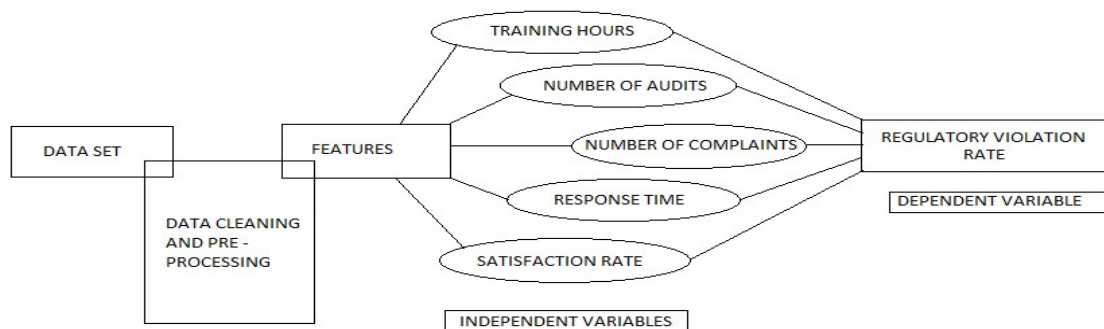 DATA SET
DATA CLEANING
AND PRE -
PROCESSING
FEATURES
TRAINING HOURS
NUMBER OF AUDITS
NUMBER OF COMPLAINTS
RESPONSE TIME
SATISFACTION RATE
INDEPENDENT VARIABLES
REGULATORY VIOLATION
RATE
DEPENDENT VARIABLE